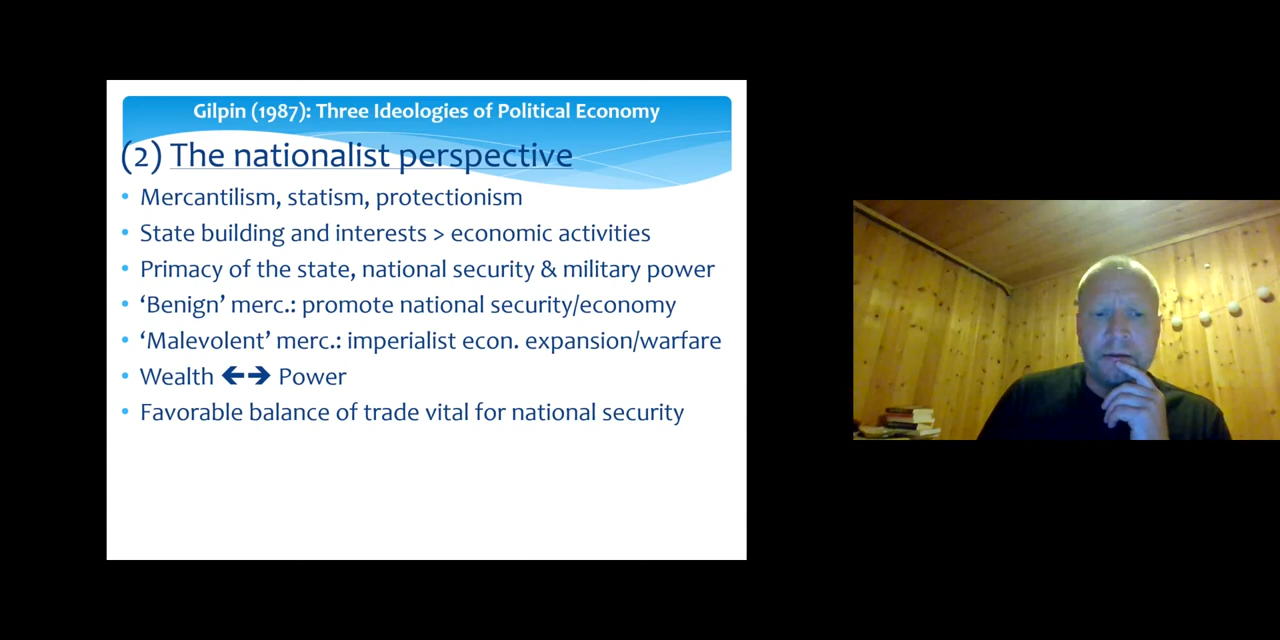 Gilpin (1987): Three Ideologies of Political Economy
(2) The nationalist perspective
• Mercantilism, statism, protectionism
• State building and interests > economic activities
• Primacy of the state, national security & military power
• ‘Benign’ merc.: promote national security/economy
• ‘Malevolent’ merc.: imperialist econ. expansion/warfare
• Wealth 🡸🡺 Power
• Favorable balance of trade vital for national security